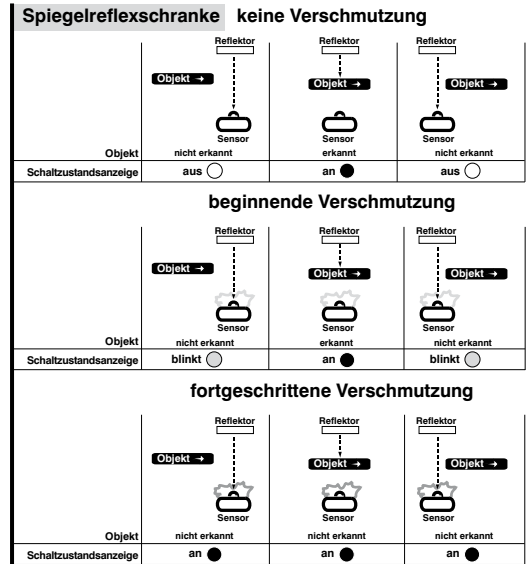 Spiegelreflexschranke keine Verschmutzung
Reflektor Reflektor Reflektor
Objekt → Objekt → Objekt →
Sensor Sensor Sensor
Objekt nicht erkannt erkannt nicht erkannt
Schaltzustandsanzeige aus an aus
beginnende Verschmutzung
Reflektor Reflektor Reflektor
Objekt → Objekt → Objekt →
Sensor Sensor Sensor
Objekt nicht erkannt erkannt nicht erkannt
Schaltzustandsanzeige blinkt an blinkt
fortgeschrittene Verschmutzung
Reflektor Reflektor Reflektor
Objekt → Objekt → Objekt →
Sensor Sensor Sensor
Objekt nicht erkannt nicht erkannt nicht erkannt
Schaltzustandsanzeige an an an